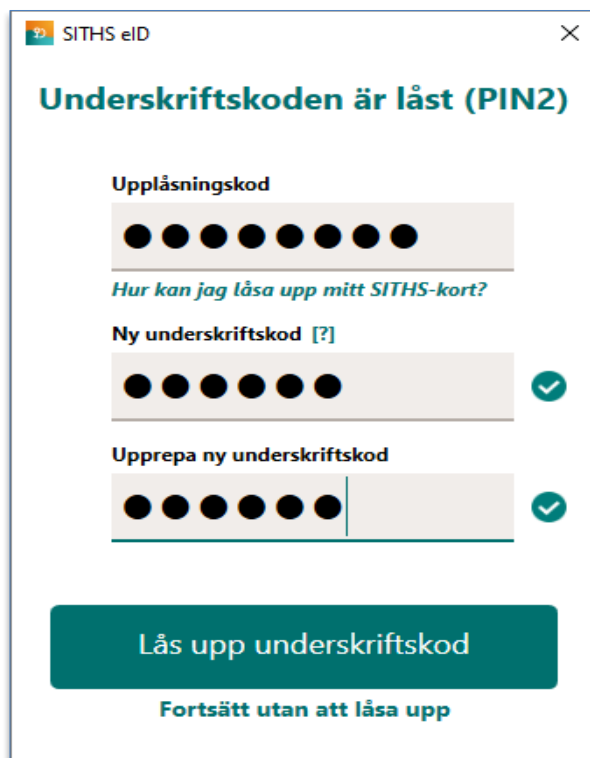 SITHS eID
Underskriftskoden är låst (PIN2)
Upplåsningskod
●●●●●●●●
Hur kan jag låsa upp mitt SITHS-kort?
Ny underskriftskod [?]
●●●●●●
Upprepa ny underskriftskod
●●●●●●
Lås upp underskriftskod
Fortsätt utan att låsa upp